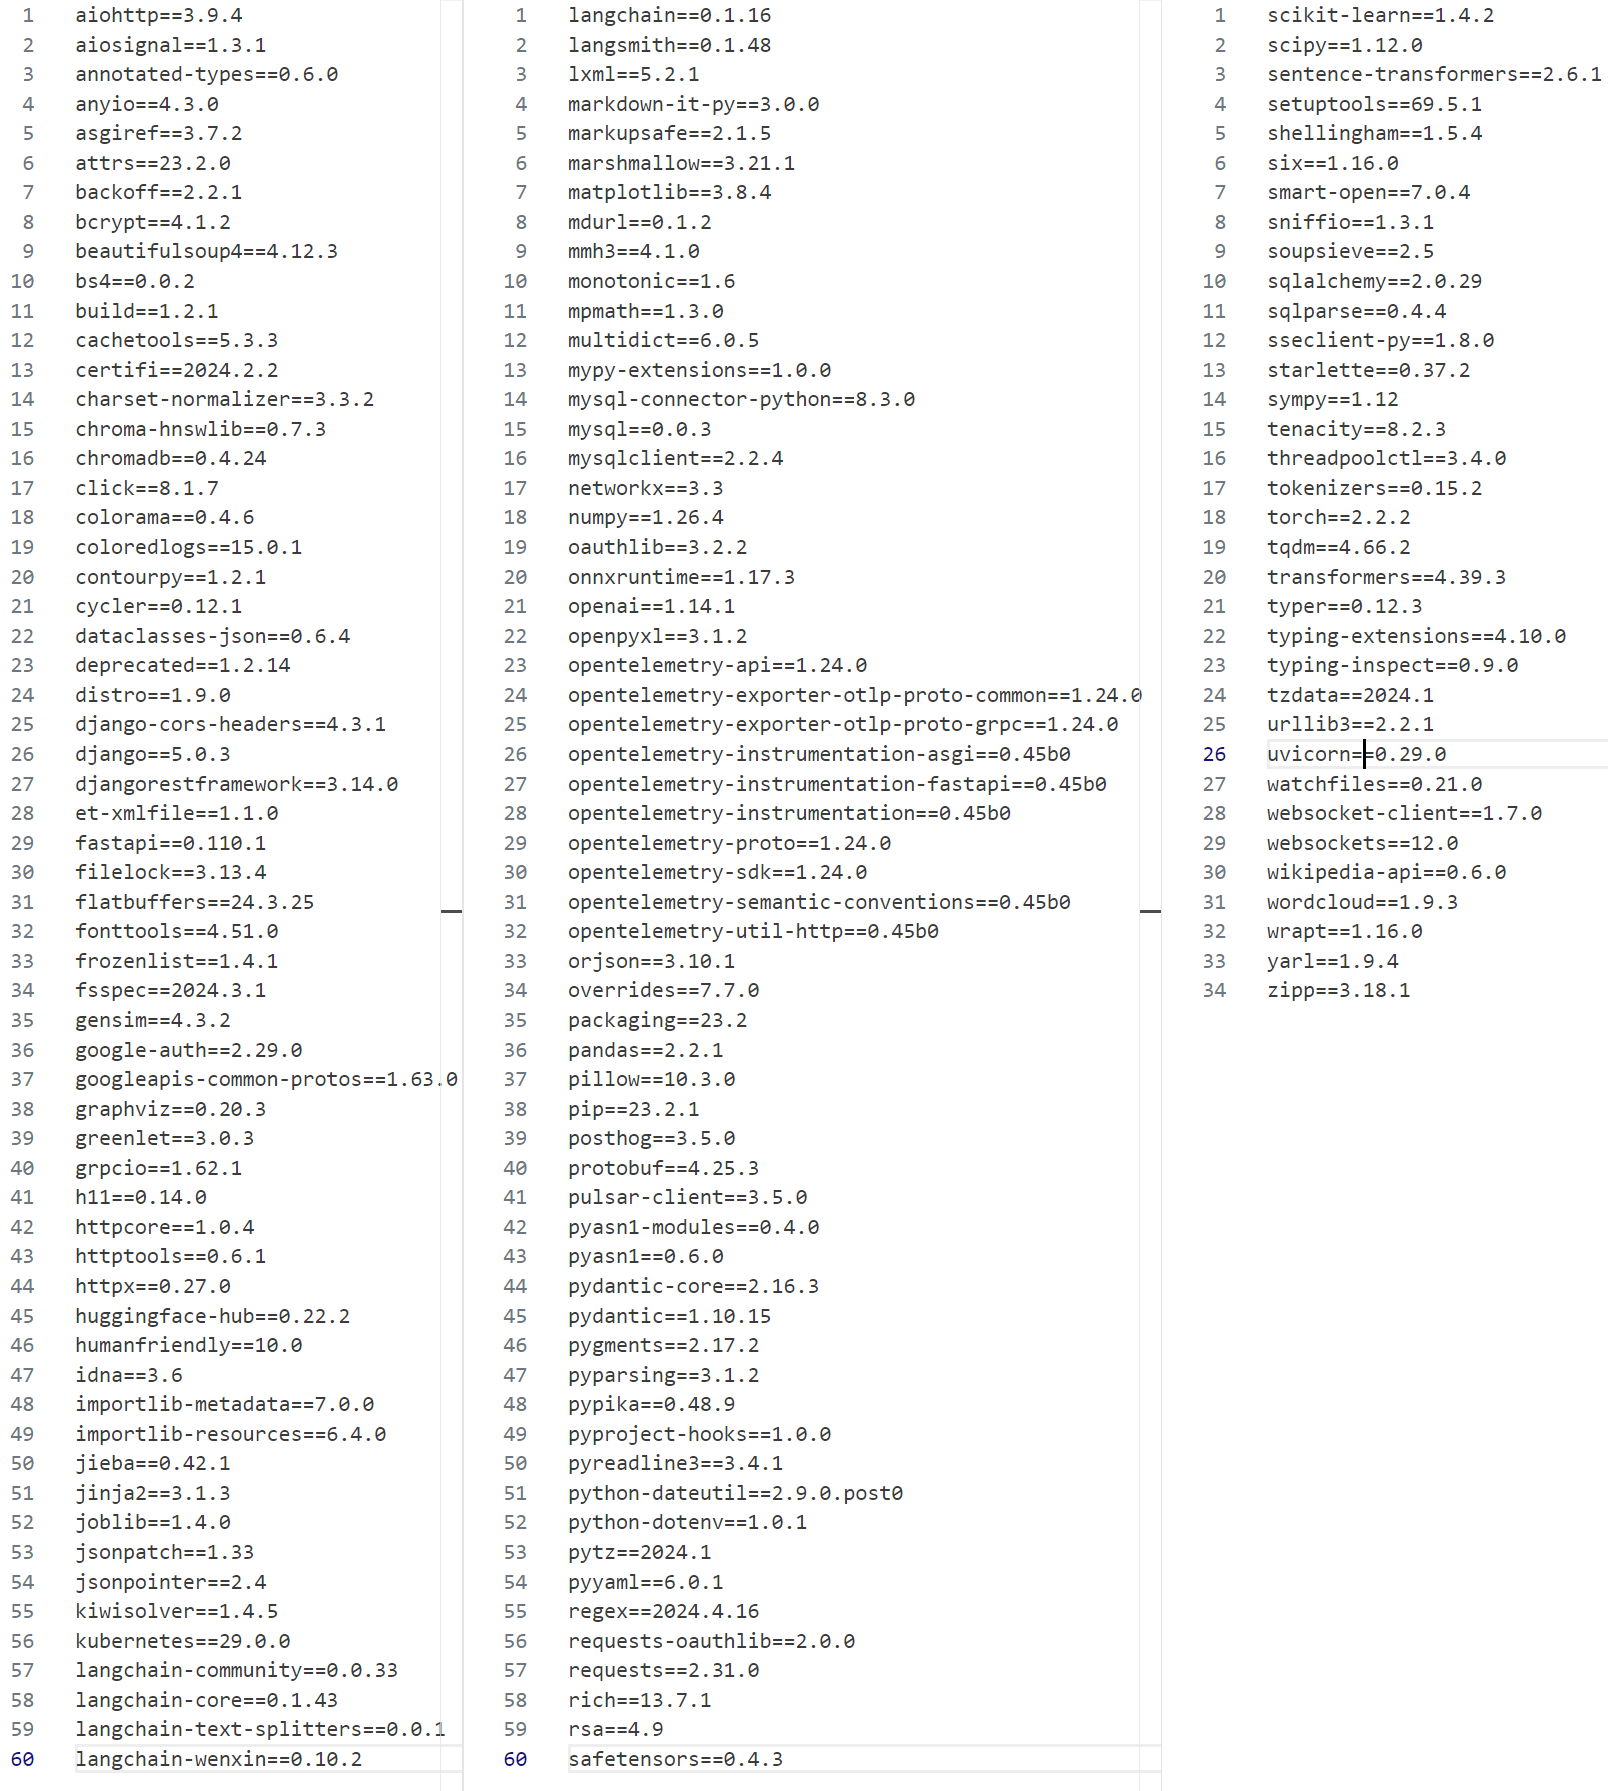 1 aiohttp==3.9.4
2 aiosignal==1.3.1
3 annotated-types==0.6.0
4 anyio==4.3.0
5 asgiref==3.7.2
6 attrs==23.2.0
7 backoff==2.2.1
8 bcrypt==4.1.2
9 beautifulsoup4==4.12.3
10 bs4==0.0.2
11 build==1.2.1
12 cachetools==5.3.3
13 certifi==2024.2.2
14 charset-normalizer==3.3.2
15 chroma-hnswlib==0.7.3
16 chromadb==0.4.24
17 click==8.1.7
18 colorama==0.4.6
19 coloredlogs==15.0.1
20 contourpy==1.2.1
21 cycler==0.12.1
22 dataclasses-json==0.6.4
23 deprecated==1.2.14
24 distro==1.9.0
25 django-cors-headers==4.3.1
26 django==5.0.3
27 djangorestframework==3.14.0
28 et-xmlfile==1.1.0
29 fastapi==0.110.1
30 filelock==3.13.4
31 flatbuffers==24.3.25
32 fonttools==4.51.0
33 frozenlist==1.4.1
34 fsspec==2024.3.1
35 gensim==4.3.2
36 google-auth==2.29.0
37 googleapis-common-protos==1.63.0
38 graphviz==0.20.3
39 greenlet==3.0.3
40 grpcio==1.62.1
41 h11==0.14.0
42 httpcore==1.0.4
43 httptools==0.6.1
44 httpx==0.27.0
45 huggingface-hub==0.22.2
46 humanfriendly==10.0
47 idna==3.6
48 importlib-metadata==7.0.0
49 importlib-resources==6.4.0
50 jieba==0.42.1
51 jinja2==3.1.3
52 joblib==1.4.0
53 jsonpatch==1.33
54 jsonpointer==2.4
55 kiwisolver==1.4.5
56 kubernetes==29.0.0
57 langchain-community==0.0.33
58 langchain-core==0.1.43
59 langchain-text-splitters==0.0.1
60 langchain-wenxin==0.10.2
1 langchain==0.1.16
2 langsmith==0.1.48
3 lxml==5.2.1
4 markdown-it-py==3.0.0
5 markupsafe==2.1.5
6 marshmallow==3.21.1
7 matplotlib==3.8.4
8 mdurl==0.1.2
9 mmh3==4.1.0
10 monotonic==1.6
11 mpmath==1.3.0
12 multidict==6.0.5
13 mypy-extensions==1.0.0
14 mysql-connector-python==8.3.0
15 mysql==0.0.3
16 mysqlclient==2.2.4
17 networkx==3.3
18 numpy==1.26.4
19 oauthlib==3.2.2
20 onnxruntime==1.17.3
21 openai==1.14.1
22 openpyxl==3.1.2
23 opentelemetry-api==1.24.0
24 opentelemetry-exporter-otlp-proto-common==1.24.0
25 opentelemetry-exporter-otlp-proto-grpc==1.24.0
26 opentelemetry-instrumentation-asgi==0.45b0
27 opentelemetry-instrumentation-fastapi==0.45b0
28 opentelemetry-instrumentation==0.45b0
29 opentelemetry-proto==1.24.0
30 opentelemetry-sdk==1.24.0
31 opentelemetry-semantic-conventions==0.45b0
32 opentelemetry-util-http==0.45b0
33 orjson==3.10.1
34 overrides==7.7.0
35 packaging==23.2
36 pandas==2.2.1
37 pillow==10.3.0
38 pip==23.2.1
39 posthog==3.5.0
40 protobuf==4.25.3
41 pulsar-client==3.5.0
42 pyasn1-modules==0.4.0
43 pyasn1==0.6.0
44 pydantic-core==2.16.3
45 pydantic==1.10.15
46 pygments==2.17.2
47 pyparsing==3.1.2
48 pypika==0.48.9
49 pyproject-hooks==1.0.0
50 pyreadline3==3.4.1
51 python-dateutil==2.9.0.post0
52 python-dotenv==1.0.1
53 pytz==2024.1
54 pyyaml==6.0.1
55 regex==2024.4.16
56 requests-oauthlib==2.0.0
57 requests==2.31.0
58 rich==13.7.1
59 rsa==4.9
60 safetensors==0.4.3
1 scikit-learn==1.4.2
2 scipy==1.12.0
3 sentence-transformers==2.6.1
4 setuptools==69.5.1
5 shellingham==1.5.4
6 six==1.16.0
7 smart-open==7.0.4
8 sniffio==1.3.1
9 soupsieve==2.5
10 sqlalchemy==2.0.29
11 sqlparse==0.4.4
12 sseclient-py==1.8.0
13 starlette==0.37.2
14 sympy==1.12
15 tenacity==8.2.3
16 threadpoolctl==3.4.0
17 tokenizers==0.15.2
18 torch==2.2.2
19 tqdm==4.66.2
20 transformers==4.39.3
21 typer==0.12.3
22 typing-extensions==4.10.0
23 typing-inspect==0.9.0
24 tzdata==2024.1
25 urllib3==2.2.1
26 uvicorn==0.29.0
27 watchfiles==0.21.0
28 websocket-client==1.7.0
29 websockets==12.0
30 wikipedia-api==0.6.0
31 wordcloud==1.9.3
32 wrapt==1.16.0
33 yarl==1.9.4
34 zipp==3.18.1